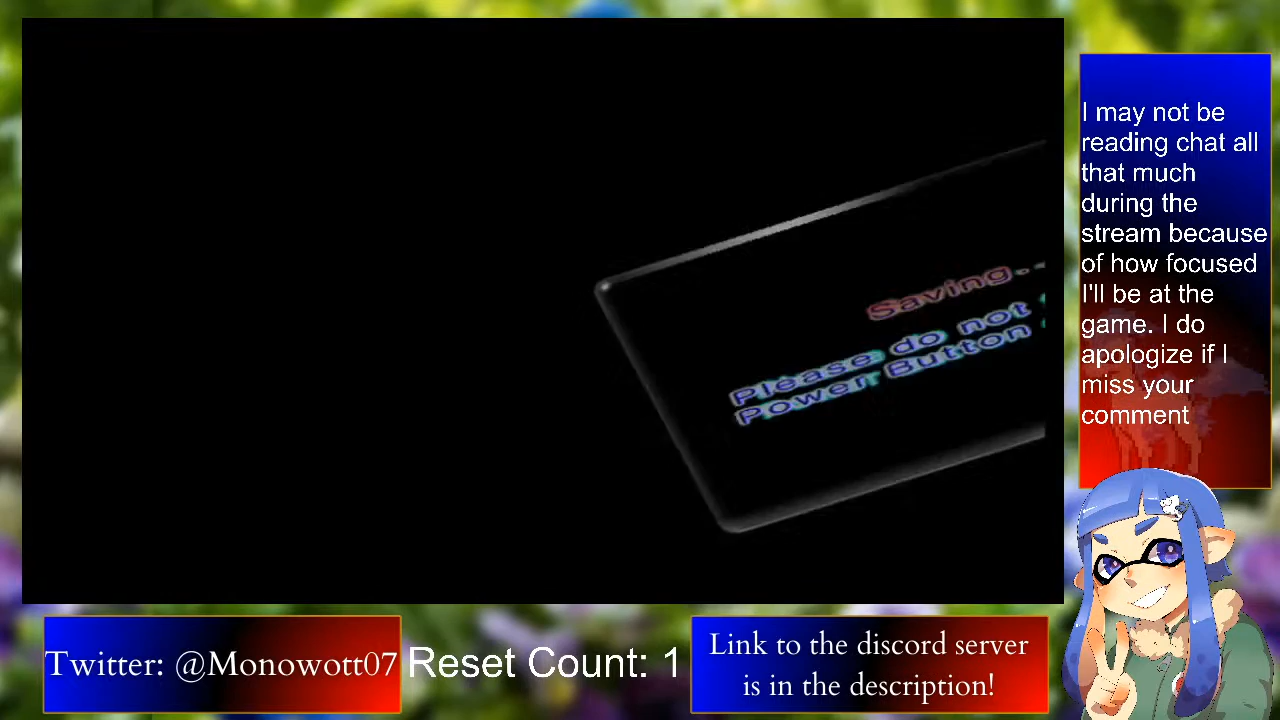 Saving..
Please do not
Power Button
I may not be
reading chat all
that much
during the
stream because
of how focused
I'll be at the
game. I do
apologize if I
miss your
comment
Twitter: @Monowott07
Reset Count: 1
Link to the discord server
is in the description!